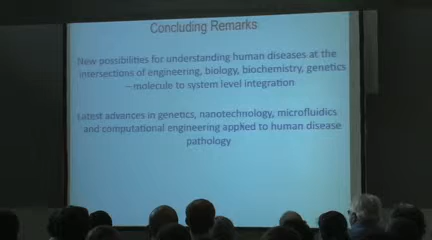 Concluding Remarks
New possibilities for understanding human diseases at the
intersections of engineering, biology, biochemistry, genetics
–molecule to system level integration
Latest advances in genetics, nanotechnology, microfluidics
and computational engineering applied to human disease
pathology